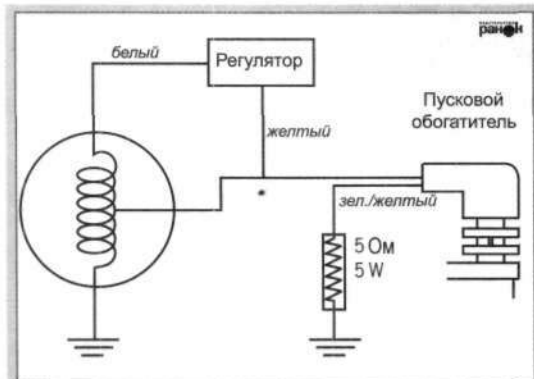 ранок
белый
Регулятор
желтый
Пусковой
обогатитель
зел./желтый
5 Ом
5 W